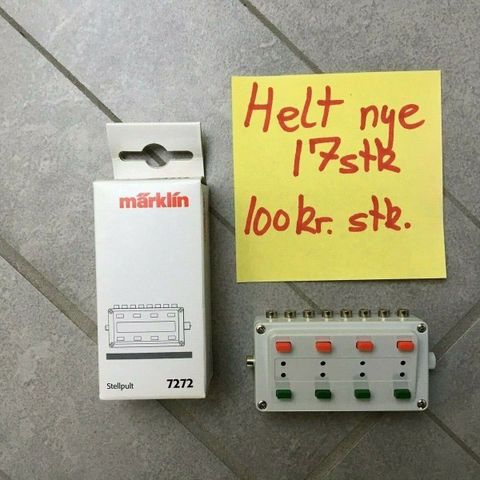 Helt nye
17stk
100kr. stk.
märklin
Stellpult 7272